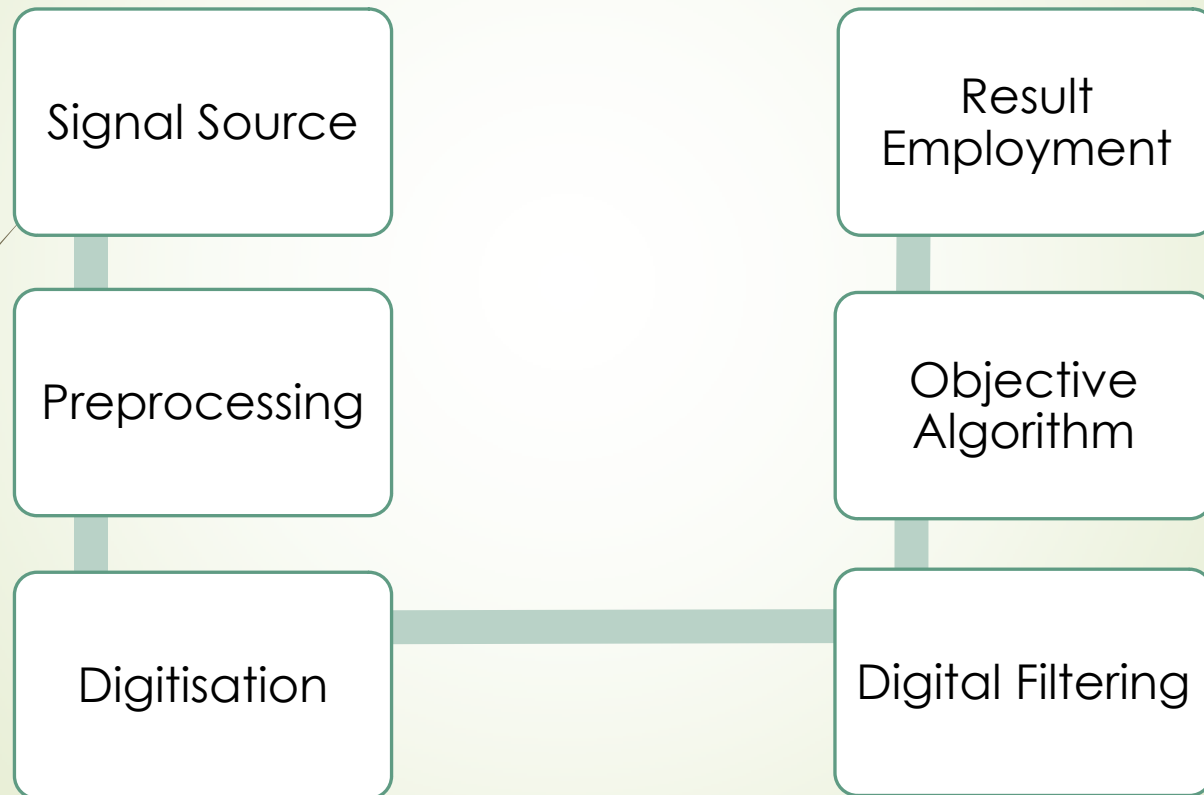 Signal Source
Preprocessing
Digitisation
Digital Filtering
Objective
Algorithm
Result
Employment